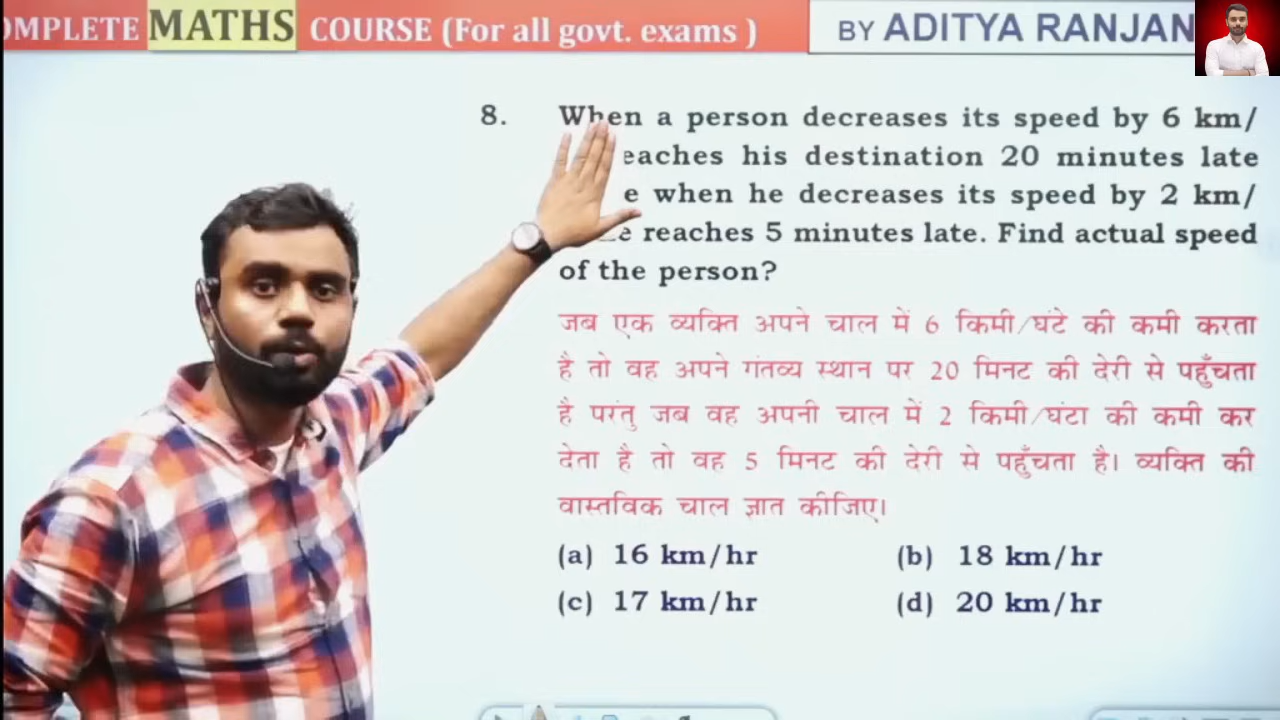 MATHS COURSE (For all govt. exams )
BY ADITYA RANJAN
8. When a person decreases its speed by 6 km/
his destination 20 minutes late
when he decreases its speed by 2 km/
reaches 5 minutes late. Find actual speed
of the person?
जब एक व्यक्ति अपने चाल में 6 किमी/घंटे की कमी करता
है तो वह अपने गंतव्य स्थान पर 20 मिनट की देरी से पहुँचता
है परंतु जब वह अपनी चाल में 2 किमी/घंटा की कमी कर
देता है तो वह 5 मिनट की देरी से पहुँचता है। व्यक्ति की
वास्तविक चाल ज्ञात कीजिए।
(a) 16 km/hr (b) 18 km/hr
(c) 17 km/hr (d) 20 km/hr